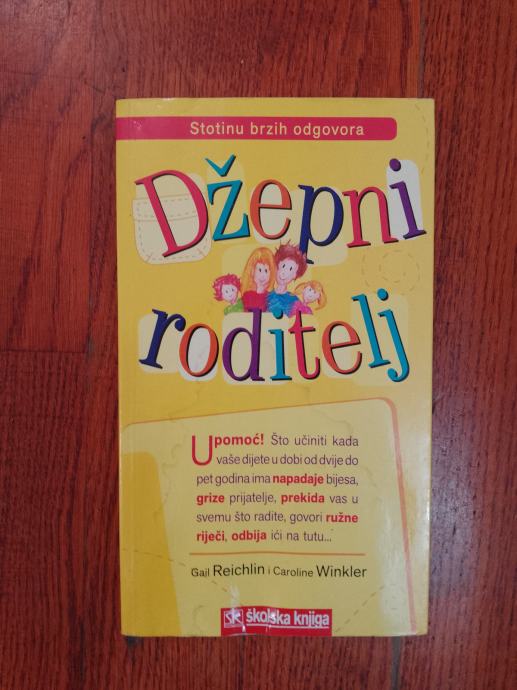 Stotinu brzih odgovora
Džepni
roditelj
Upomoć! Što učiniti kada
vaše dijete u dobi od dvije do
pet godina ima napadaje bijesa,
grize prijatelje, prekida vas u
svemu što radite, govori ružne
riječi, odbija ići na tutu...
Gail Reichlin i Caroline Winkler
šk školska knjiga